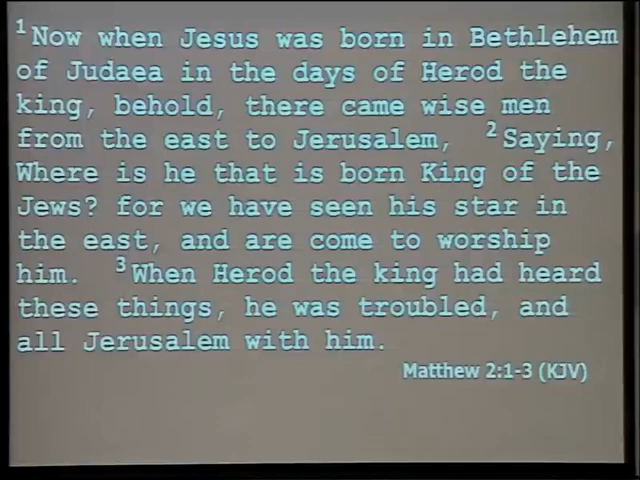 ¹Now when Jesus was born in Bethlehem
of Judaea in the days of Herod the
king, behold, there came wise men
from the east to Jerusalem, ²Saying,
Where is he that is born King of the
Jews? for we have seen his star in
the east, and are come to worship
him. ³When Herod the king had heard
these things, he was troubled, and
all Jerusalem with him.
Matthew 2:1-3 (KJV)